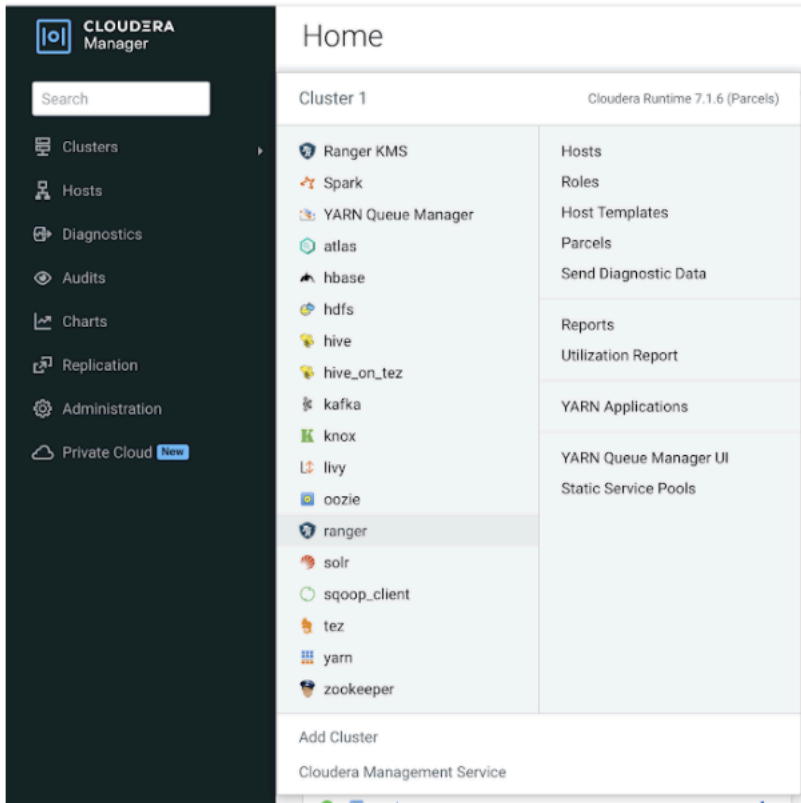 CLOUDERA
Manager
Search
Clusters
Hosts
Diagnostics
Audits
Charts
Replication
Administration
Private Cloud New
Home
Cluster 1
Cloudera Runtime 7.1.6 (Parcels)
Ranger KMS
Spark
YARN Queue Manager
atlas
hbase
hdfs
hive
hive_on_tez
kafka
knox
livy
oozie
ranger
solr
sqoop_client
tez
yarn
zookeeper
Hosts
Roles
Host Templates
Parcels
Send Diagnostic Data
Reports
Utilization Report
YARN Applications
YARN Queue Manager UI
Static Service Pools
Add Cluster
Cloudera Management Service